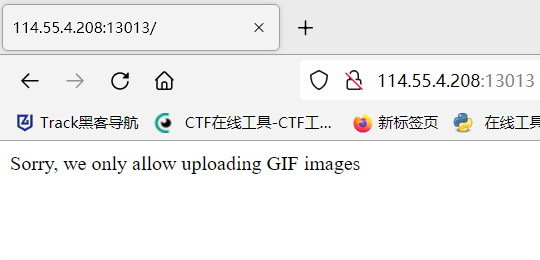 114.55.4.208:13013/
114.55.4.208:13013
Track黑客导航 CTF在线工具-CTF工... 新标签页 在线工具
Sorry, we only allow uploading GIF images